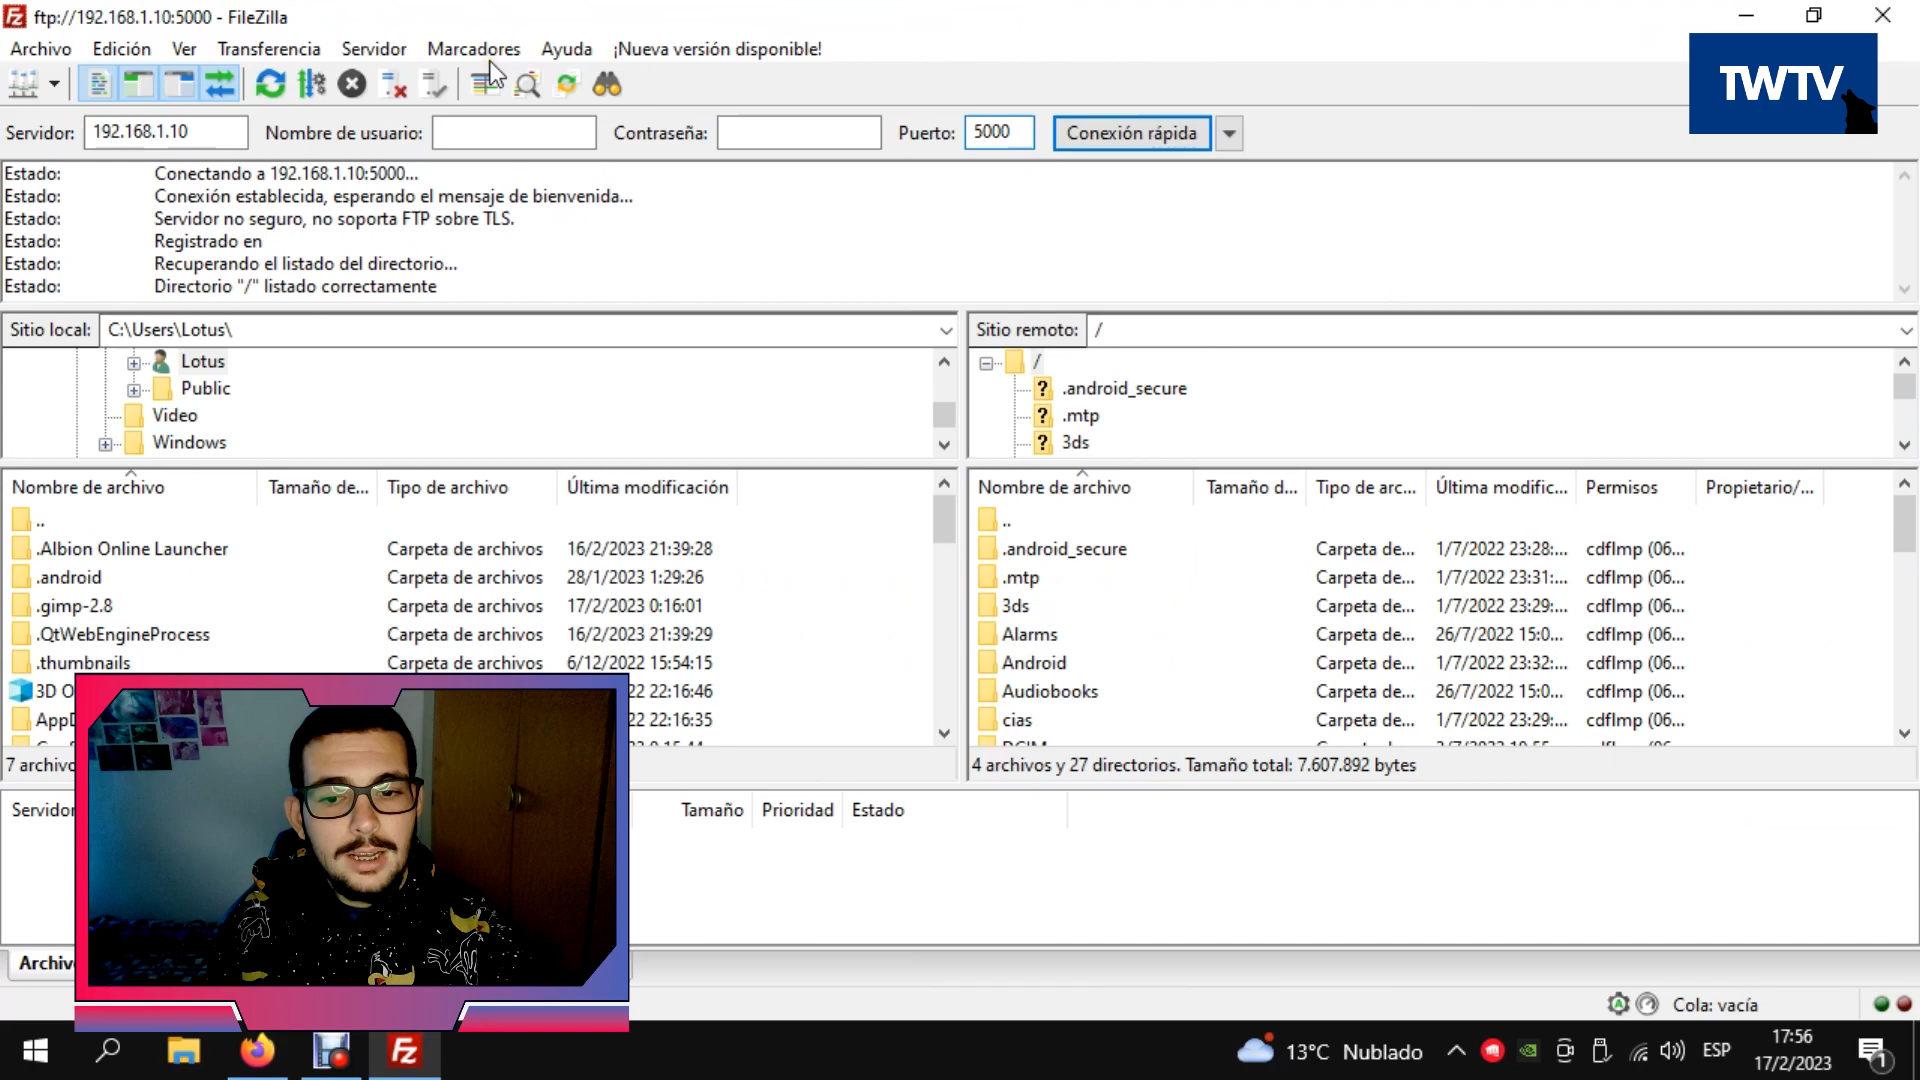 ftp://192.168.1.10:5000 - FileZilla
Archivo Edición Ver Transferencia Servidor Marcadores Ayuda ¡Nueva versión disponible!
TWTV
Servidor: 192.168.1.10 Nombre de usuario: Contraseña: Puerto: 5000 Conexión rápida
Estado: Conectando a 192.168.1.10:5000...
Estado: Conexión establecida, esperando el mensaje de bienvenida...
Estado: Servidor no seguro, no soporta FTP sobre TLS.
Estado: Registrado en
Estado: Recuperando el listado del directorio...
Estado: Directorio "/" listado correctamente
Sitio local: C:\Users\Lotus\
Lotus
Public
Video
Windows
Sitio remoto: /
/
.android_secure
.mtp
3ds
Nombre de archivo Tamaño de... Tipo de archivo Última modificación
..
.Albion Online Launcher Carpeta de archivos 16/2/2023 21:39:28
.android Carpeta de archivos 28/1/2023 1:29:26
.gimp-2.8 Carpeta de archivos 17/2/2023 0:16:01
.QtWebEngineProcess Carpeta de archivos 16/2/2023 21:39:29
.thumbnails Carpeta de archivos 6/12/2022 15:54:15
3D O 22:16:46
AppD 22:16:35
7 archivo
Nombre de archivo Tamaño d... Tipo de arc... Última modific... Permisos Propietario/...
..
.android_secure Carpeta de... 1/7/2022 23:28:... cdflmp (06...
.mtp Carpeta de... 1/7/2022 23:31:... cdflmp (06...
3ds Carpeta de... 1/7/2022 23:29:... cdflmp (06...
Alarms Carpeta de... 26/7/2022 15:0... cdflmp (06...
Android Carpeta de... 1/7/2022 23:32:... cdflmp (06...
Audiobooks Carpeta de... 26/7/2022 15:0... cdflmp (06...
cias Carpeta de... 1/7/2022 23:29:... cdflmp (06...
4 archivos y 27 directorios. Tamaño total: 7.607.892 bytes
Servidor Tamaño Prioridad Estado
Archivo
Cola: vacía
13°C Nublado ESP 17:56
17/2/2023
1